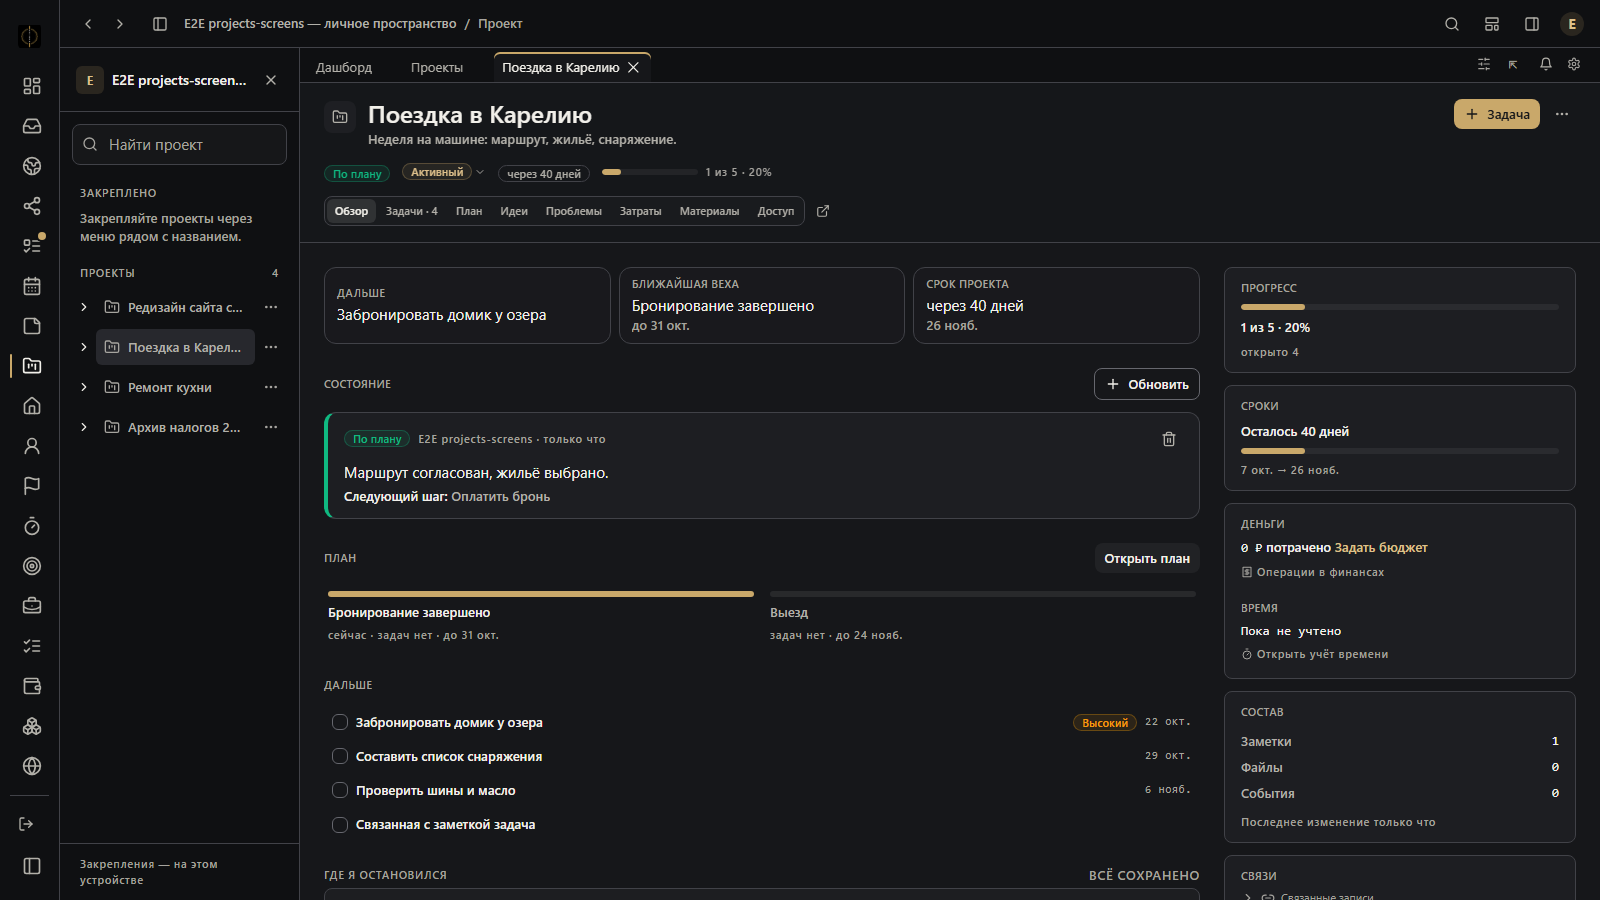 E2E projects-screens — личное пространство / Проект
E
E
E2E projects-screen...
Найти проект
ЗАКРЕПЛЕНО
Закрепляйте проекты через
меню рядом с названием.
ПРОЕКТЫ 4
Редизайн сайта с...
Поездка в Карел...
Ремонт кухни
Архив налогов 2...
Закрепления — на этом
устройстве
Дашборд Проекты Поездка в Карелию
Поездка в Карелию
Неделя на машине: маршрут, жильё, снаряжение.
Задача
По плану Активный через 40 дней 1 из 5 · 20%
Обзор Задачи · 4 План Идеи Проблемы Затраты Материалы Доступ
ДАЛЬШЕ
Забронировать домик у озера
БЛИЖАЙШАЯ ВЕХА
Бронирование завершено
до 31 окт.
СРОК ПРОЕКТА
через 40 дней
26 нояб.
СОСТОЯНИЕ
Обновить
По плану E2E projects-screens · только что
Маршрут согласован, жильё выбрано.
Следующий шаг: Оплатить бронь
ПЛАН
Открыть план
Бронирование завершено
сейчас · задач нет · до 31 окт.
Выезд
задач нет · до 24 нояб.
ДАЛЬШЕ
Забронировать домик у озера Высокий 22 окт.
Составить список снаряжения 29 окт.
Проверить шины и масло 6 нояб.
Связанная с заметкой задача
ГДЕ Я ОСТАНОВИЛСЯ ВСЁ СОХРАНЕНО
ПРОГРЕСС
1 из 5 · 20%
открыто 4
СРОКИ
Осталось 40 дней
7 окт. → 26 нояб.
ДЕНЬГИ
0 ₽ потрачено Задать бюджет
Операции в финансах
ВРЕМЯ
Пока не учтено
Открыть учёт времени
СОСТАВ
Заметки 1
Файлы 0
События 0
Последнее изменение только что
СВЯЗИ
Связанные записи